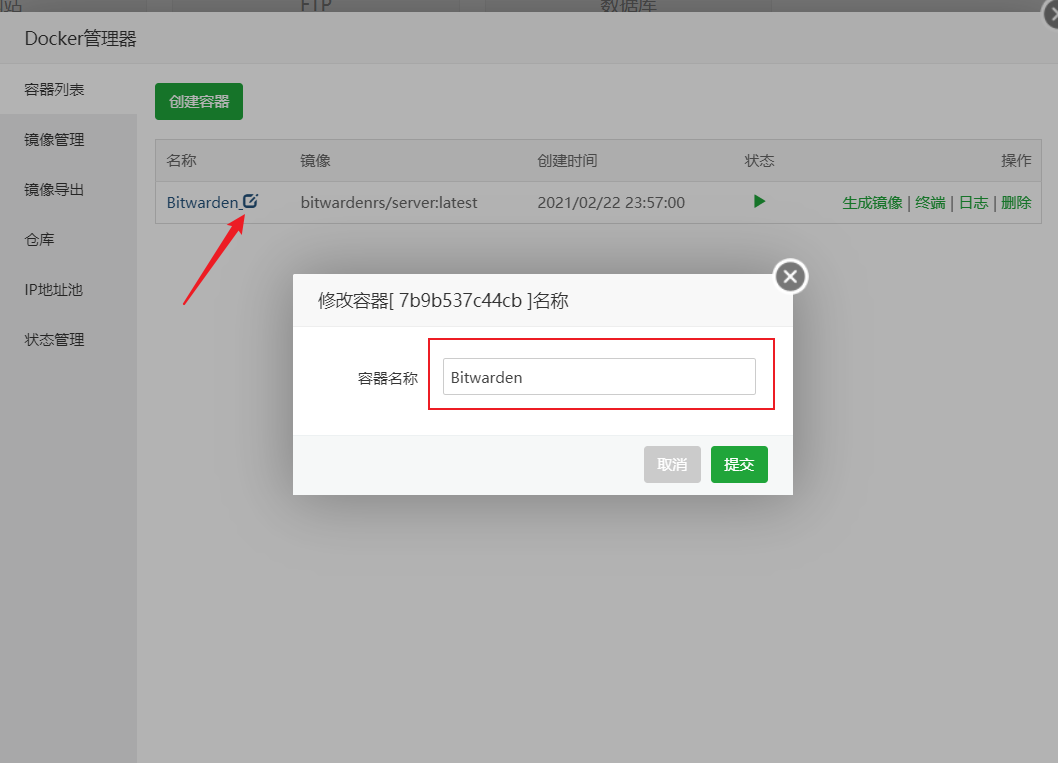 站 FTP 数据库
Docker管理器
容器列表
镜像管理
镜像导出
仓库
IP地址池
状态管理
创建容器
名称 镜像 创建时间 状态 操作
Bitwarden bitwardenrs/server:latest 2021/02/22 23:57:00 生成镜像 | 终端 | 日志 | 删除
修改容器[ 7b9b537c44cb ]名称
容器名称 Bitwarden
取消 提交